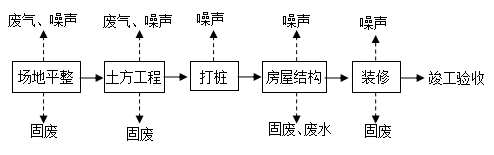 废气、噪声 废气、噪声 噪声 噪声 噪声
场地平整 土方工程 打桩 房屋结构 装修 竣工验收
固废 固废 固废、废水 固废